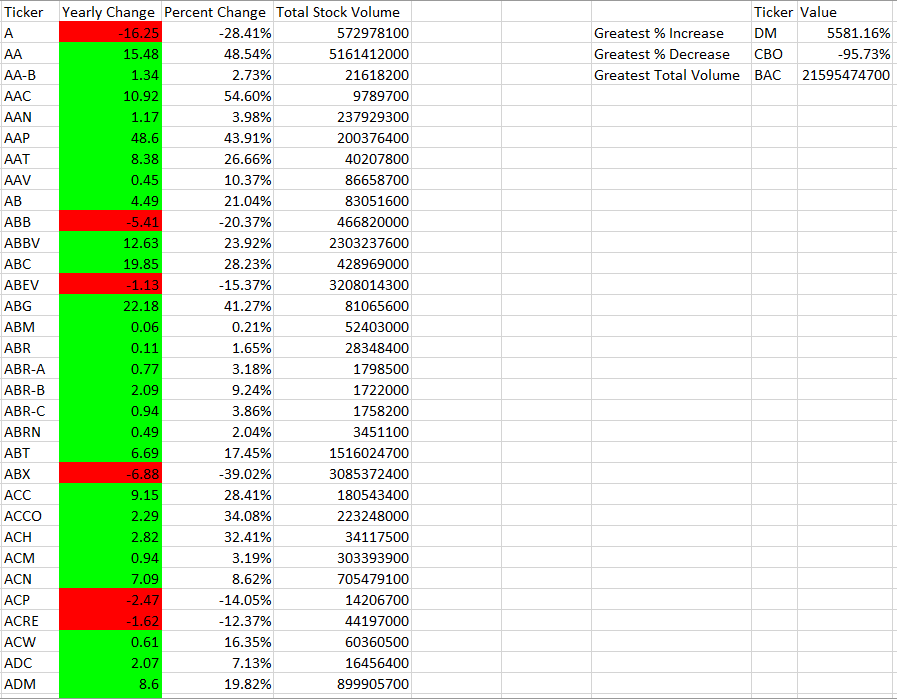 Ticker Yearly Change Percent Change Total Stock Volume Ticker Value
A -16.25 -28.41% 572978100 Greatest % Increase DM 5581.16%
AA 15.48 48.54% 5161412000 Greatest % Decrease CBO -95.73%
AA-B 1.34 2.73% 21618200 Greatest Total Volume BAC 21595474700
AAC 10.92 54.60% 9789700
AAN 1.17 3.98% 237929300
AAP 48.6 43.91% 200376400
AAT 8.38 26.66% 40207800
AAV 0.45 10.37% 86658700
AB 4.49 21.04% 83051600
ABB -5.41 -20.37% 466820000
ABBV 12.63 23.92% 2303237600
ABC 19.85 28.23% 428969000
ABEV -1.13 -15.37% 3208014300
ABG 22.18 41.27% 81065600
ABM 0.06 0.21% 52403000
ABR 0.11 1.65% 28348400
ABR-A 0.77 3.18% 1798500
ABR-B 2.09 9.24% 1722000
ABR-C 0.94 3.86% 1758200
ABRN 0.49 2.04% 3451100
ABT 6.69 17.45% 1516024700
ABX -6.88 -39.02% 3085372400
ACC 9.15 28.41% 180543400
ACCO 2.29 34.08% 223248000
ACH 2.82 32.41% 34117500
ACM 0.94 3.19% 303393900
ACN 7.09 8.62% 705479100
ACP -2.47 -14.05% 14206700
ACRE -1.62 -12.37% 44197000
ACW 0.61 16.35% 60360500
ADC 2.07 7.13% 16456400
ADM 8.6 19.82% 899905700